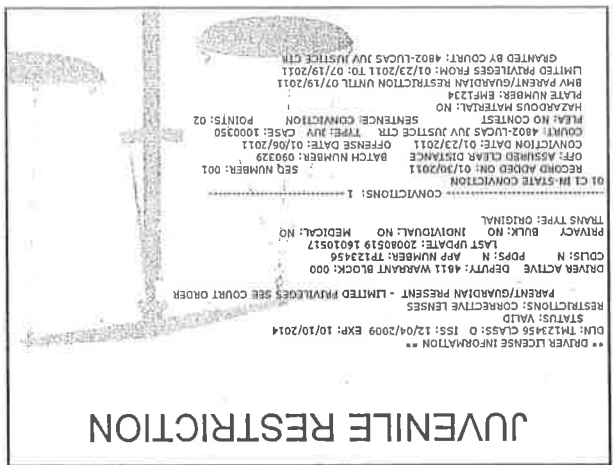 JUVENILE RESTRICTION
** DRIVER LICENSE INFORMATION **
DLN: TM123456 CLASS: D ISS: 12/04/2009 EXP: 10/10/2014
STATUS: VALID
RESTRICTIONS: CORRECTIVE LENSES
PARENT/GUARDIAN PRESENT - LIMITED PRIVILEGES SEE COURT ORDER
DRIVER ACTIVE DEPUTY: 4611 WARRANT BLOCK: 000
CDLIS: N PDPS: N APP NUMBER: TP123456
LAST UPDATE: 20080519 16010517
PRIVACY BULK: NO INDIVIDUAL: NO MEDICAL: NO
TRANS TYPE: ORIGINAL
CONVICTIONS: 1
01 C1 IN-STATE CONVICTION
RECORD ADDED ON: 01/30/2011 SEQ NUMBER: 001
OFF: ASSURED CLEAR DISTANCE BATCH NUMBER: 090329
CONVICTION DATE: 01/23/2011 OFFENSE DATE: 01/06/2011
COURT: 4802-LUCAS JUV JUSTICE CTR TYPE: JUV CASE: 1000350
PLEA: NO CONTEST SENTENCE: CONVICTION POINTS: 02
HAZARDOUS MATERIAL: NO
PLATE NUMBER: EMF1234
BMV PARENT/GUARDIAN RESTRICTION UNTIL 07/19/2011
LIMITED PRIVILEGES FROM: 01/23/2011 TO: 07/19/2011
GRANTED BY COURT: 4802-LUCAS JUV JUSTICE CTR